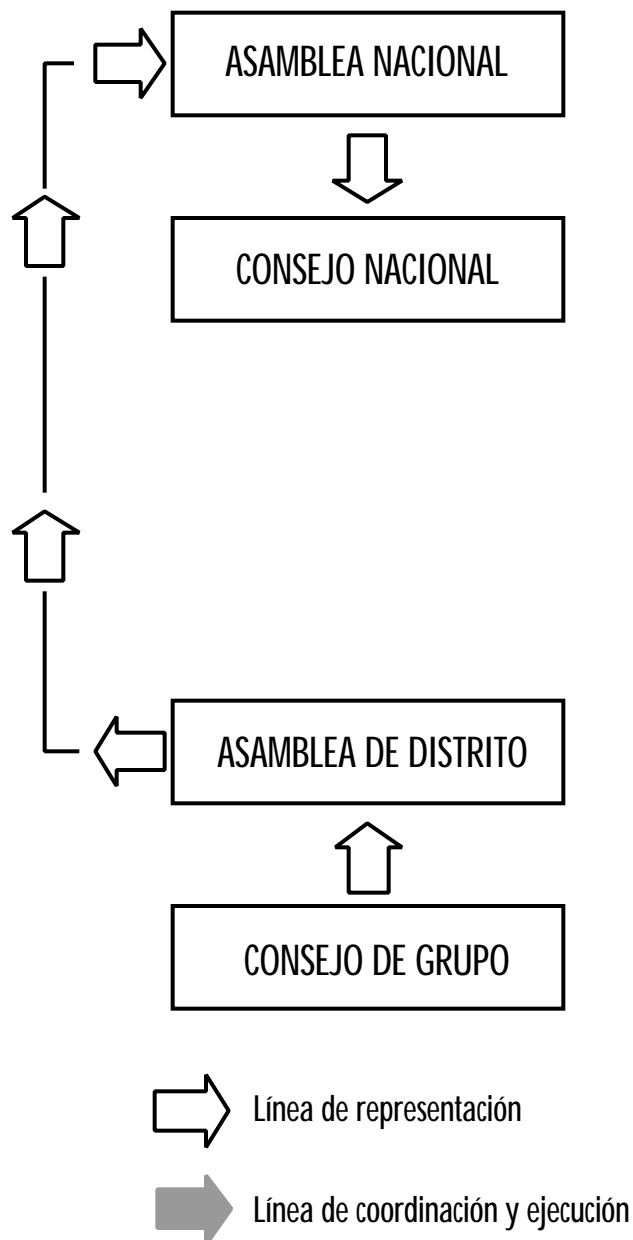 ASAMBLEA NACIONAL
CONSEJO NACIONAL
ASAMBLEA DE DISTRITO
CONSEJO DE GRUPO
Línea de representación
Línea de coordinación y ejecución